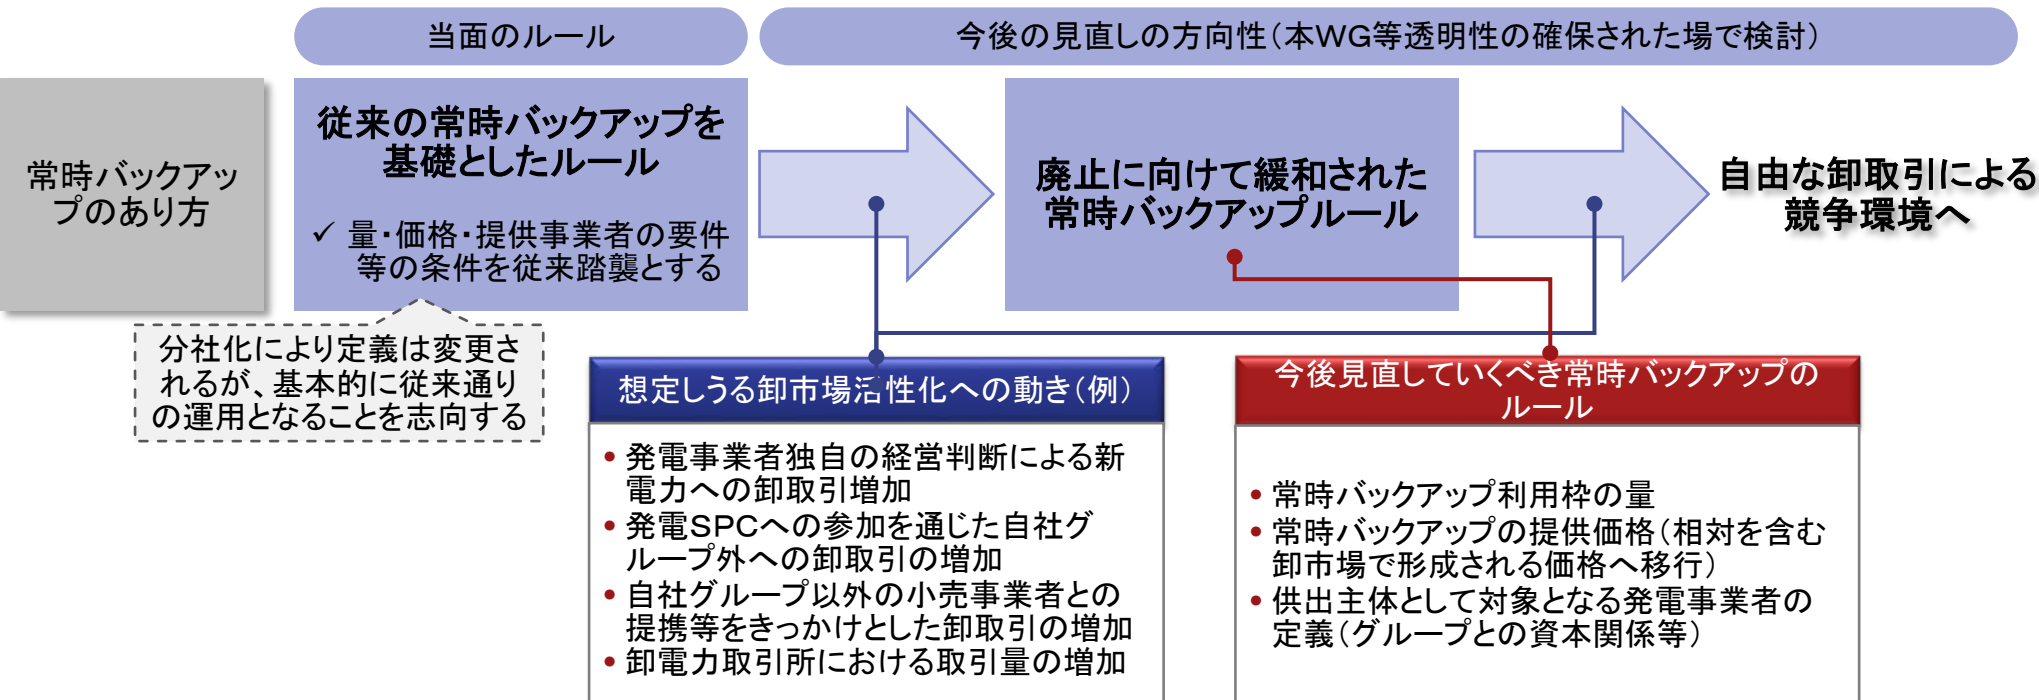 当面のルール
今後の見直しの方向性（本WG等透明性の確保された場で検討）
常時バックアッ
プのあり方
従来の常時バックアップを
基礎としたルール
✓ 量・価格・提供事業者の要件
等の条件を従来踏襲とする
廃止に向けて緩和された
常時バックアップルール
自由な卸取引による
競争環境へ
分社化により定義は変更さ
れるが、基本的に従来通り
の運用となることを志向する
想定しうる卸市場活性化への動き（例）
• 発電事業者独自の経営判断による新
電力への卸取引増加
• 発電SPCへの参加を通じた自社グ
ループ外への卸取引の増加
• 自社グループ以外の小売事業者との
提携等をきっかけとした卸取引の増加
• 卸電力取引所における取引量の増加
今後見直していくべき常時バックアップの
ルール
• 常時バックアップ利用枠の量
• 常時バックアップの提供価格（相対を含む
卸市場で形成される価格へ移行）
• 供出主体として対象となる発電事業者の
定義（グループとの資本関係等）